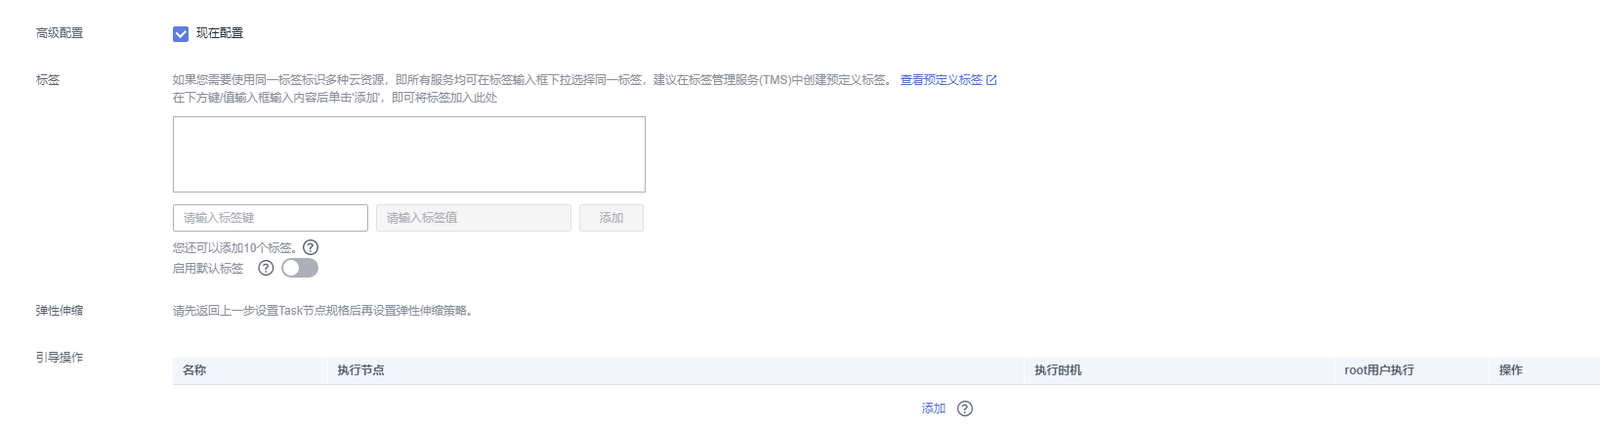 高级配置 现在配置
标签 如果您需要使用同一标签标识多种云资源，即所有服务均可在标签输入框下拉选择同一标签，建议在标签管理服务(TMS)中创建预定义标签。 查看预定义标签
在下方键/值输入框输入内容后单击'添加'，即可将标签加入此处
请输入标签键 请输入标签值 添加
您还可以添加10个标签。
启用默认标签
弹性伸缩 请先返回上一步设置Task节点规格后再设置弹性伸缩策略。
引导操作
名称 执行节点 执行时机 root用户执行 操作
添加